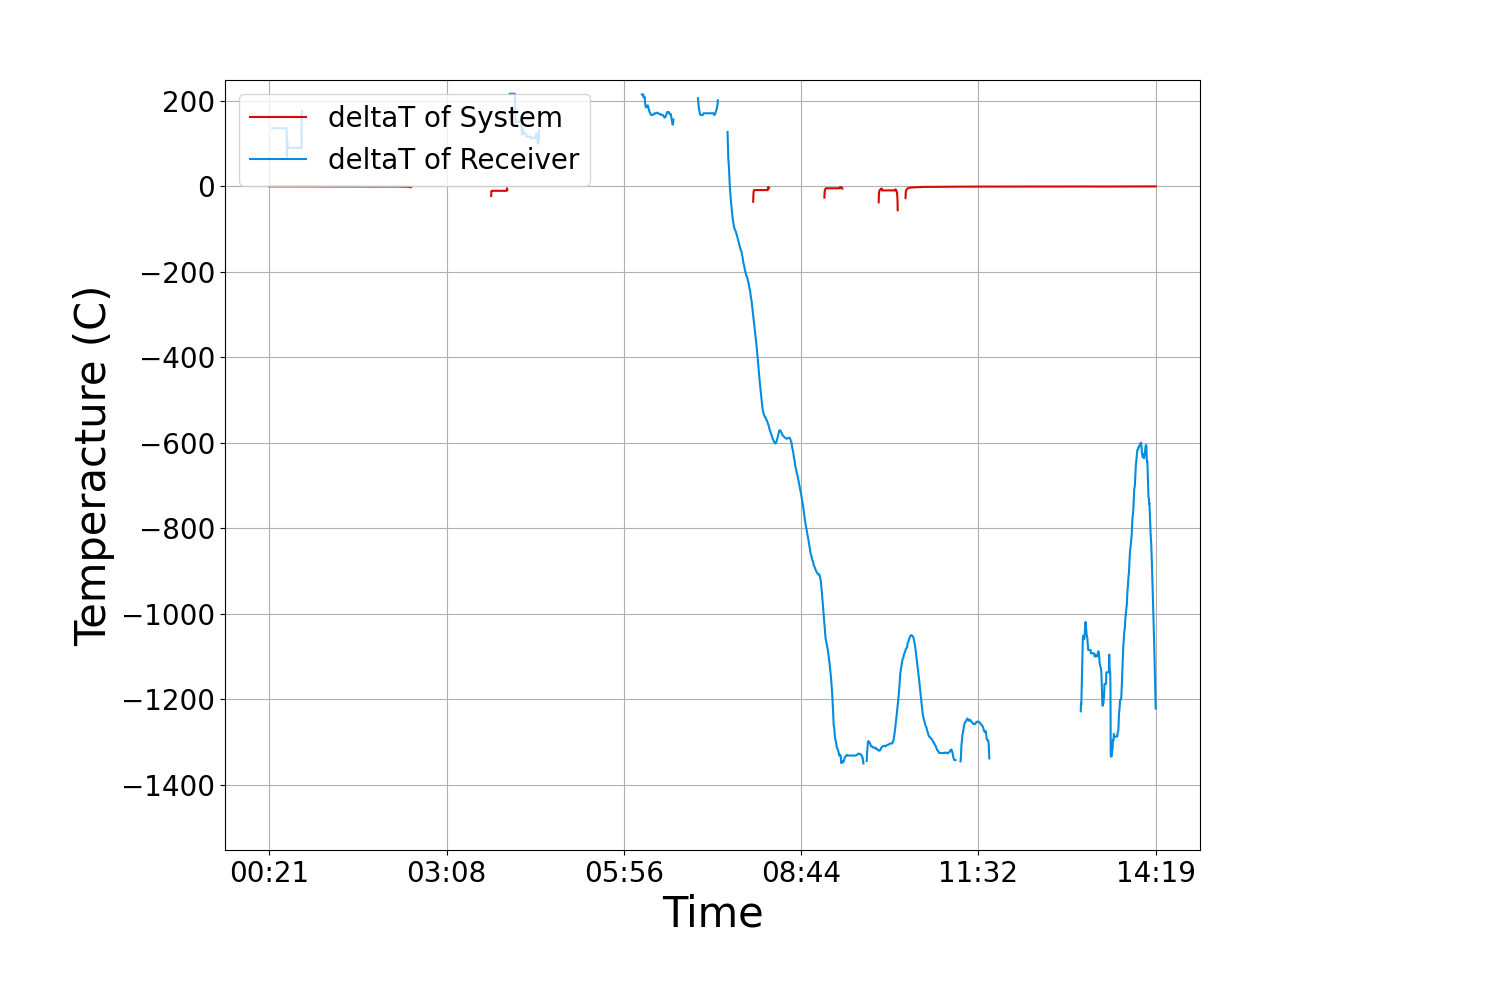 deltaT of System
deltaT of Receiver
200
0
−200
−400
−600
−800
−1000
−1200
−1400
Temperacture (C)
00:21 03:08 05:56 08:44 11:32 14:19
Time